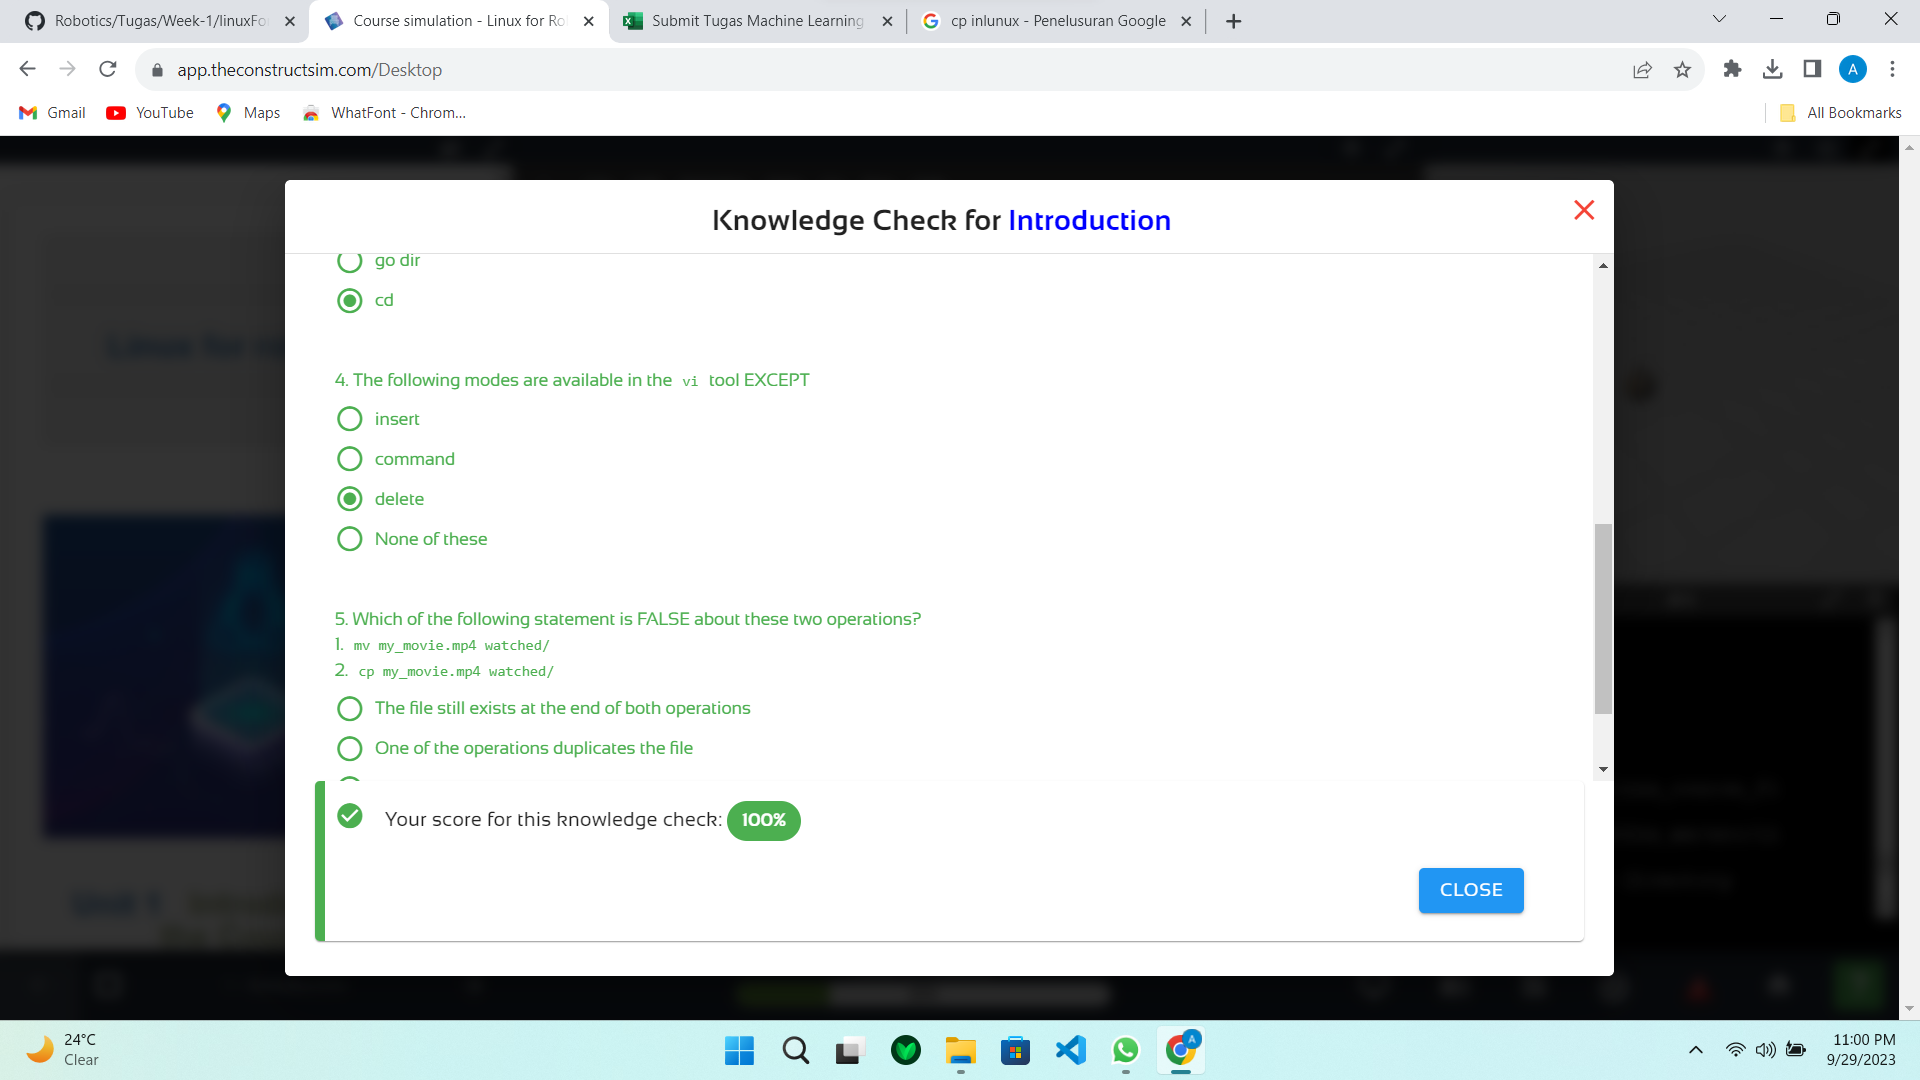 Robotics/Tugas/Week-1/linuxFo
Course simulation - Linux for Ro
Submit Tugas Machine Learning
cp inlunux - Penelusuran Google
app.theconstructsim.com/Desktop
A
Gmail
YouTube
Maps
WhatFont - Chrom...
All Bookmarks
Knowledge Check for Introduction
go dir
cd
4. The following modes are available in the vi tool EXCEPT
insert
command
delete
None of these
5. Which of the following statement is FALSE about these two operations?
1. mv my_movie.mp4 watched/
2. cp my_movie.mp4 watched/
The file still exists at the end of both operations
One of the operations duplicates the file
Your score for this knowledge check: 100%
CLOSE
Linux for
Unit 1
24°C
Clear
A
11:00 PM
9/29/2023